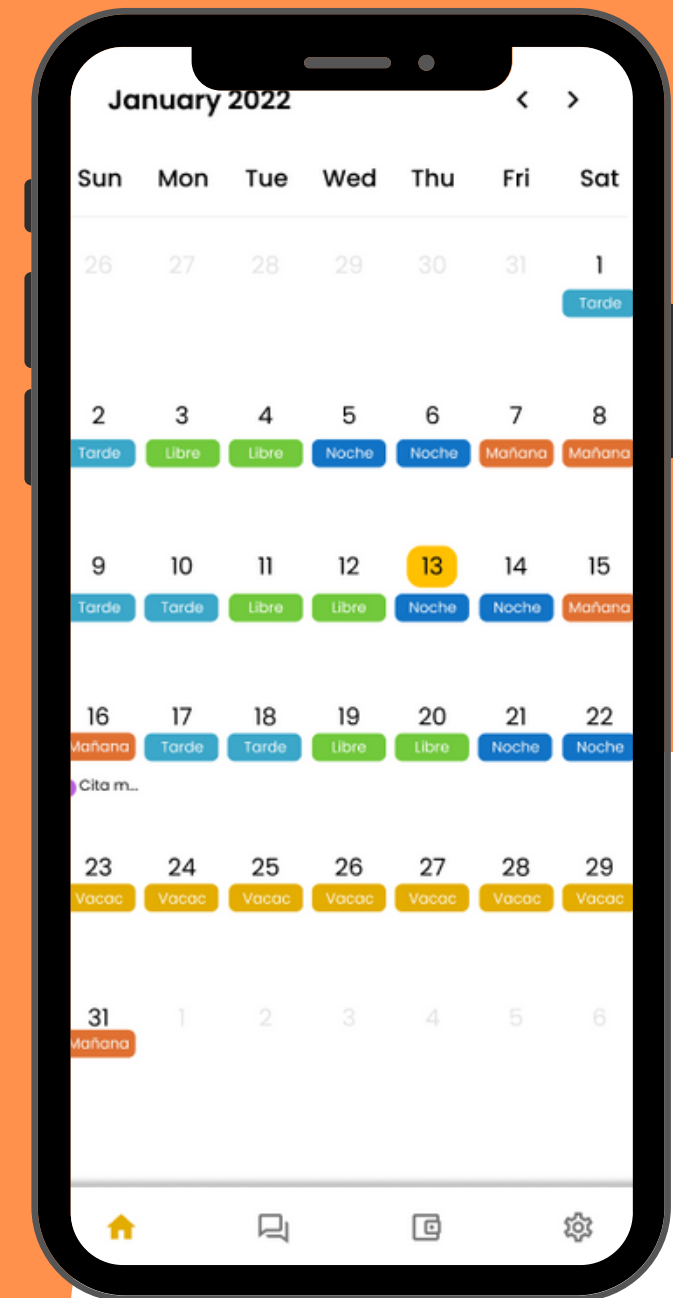 January 2022 < >
Sun Mon Tue Wed Thu Fri Sat
26 27 28 29 30 31 1
Tarde
2 3 4 5 6 7 8
Tarde Libre Libre Noche Noche Mañana Mañana
9 10 11 12 13 14 15
Tarde Tarde Libre Libre Noche Noche Mañana
16 17 18 19 20 21 22
Mañana Tarde Tarde Libre Libre Noche Noche
Cita m...
23 24 25 26 27 28 29
Vacac Vacac Vacac Vacac Vacac Vacac Vacac
31 1 2 3 4 5 6
Mañana